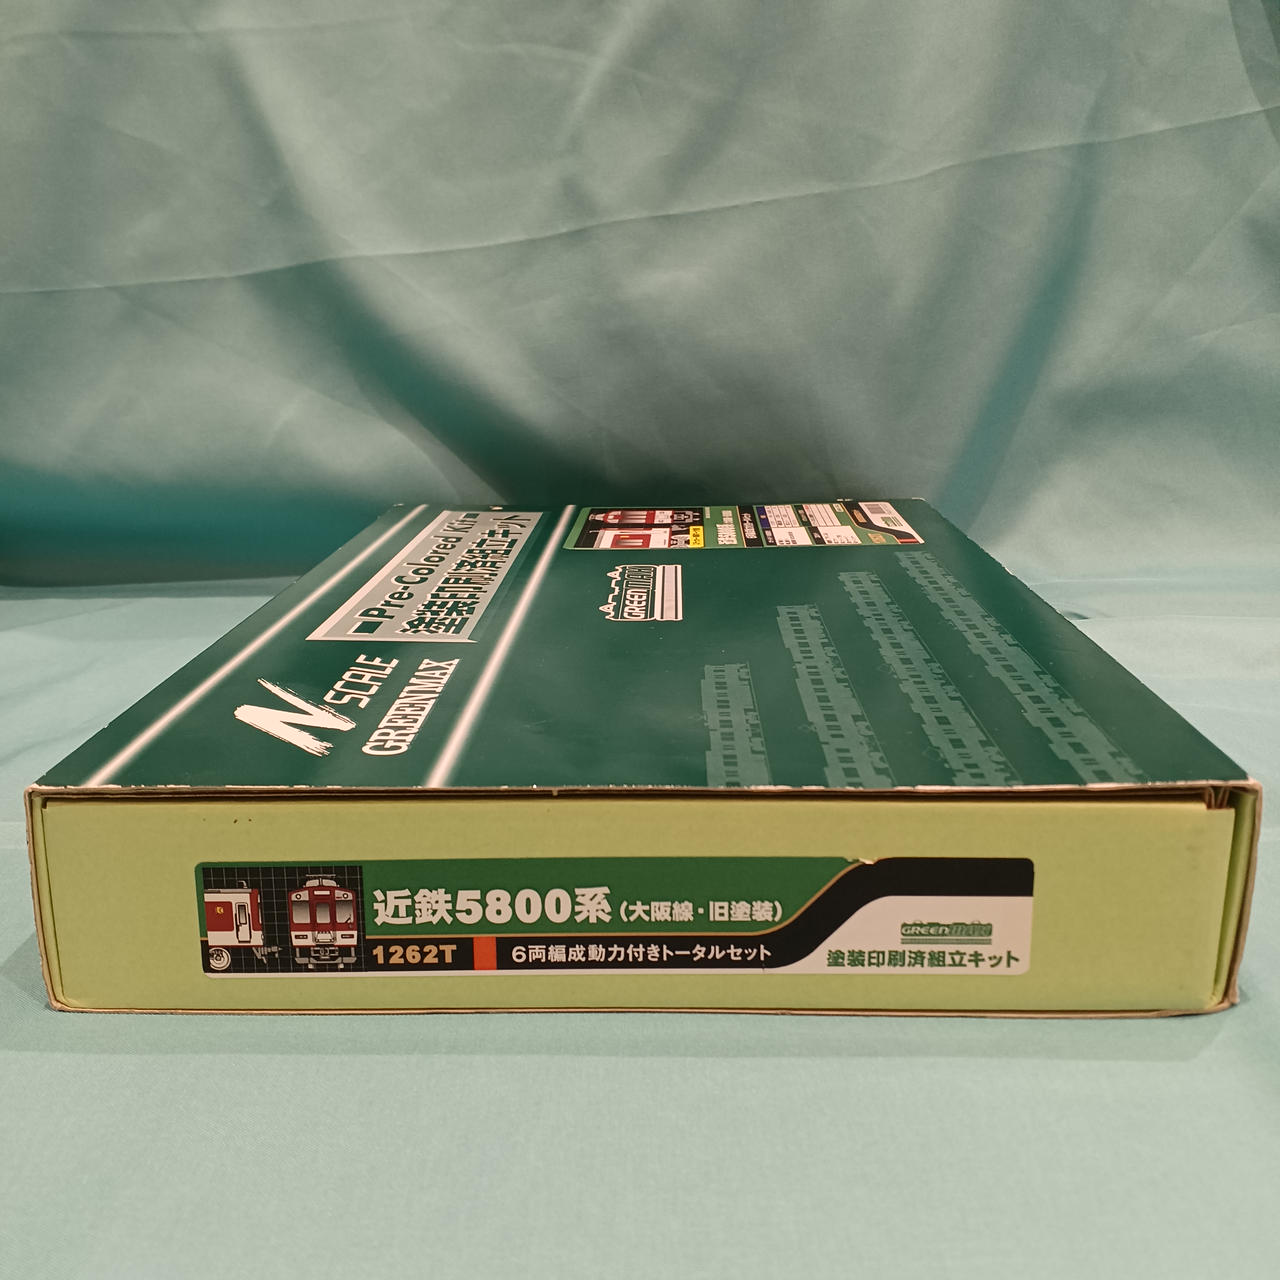 ■Pre-Colored Kit■
塗装印刷済組立キット
N SCALE
GREENMAX
GREENMAX
近鉄5800系(大阪線・旧塗装)
1262T
6両編成動力付きトータルセット
GREENMAX
塗装印刷済組立キット